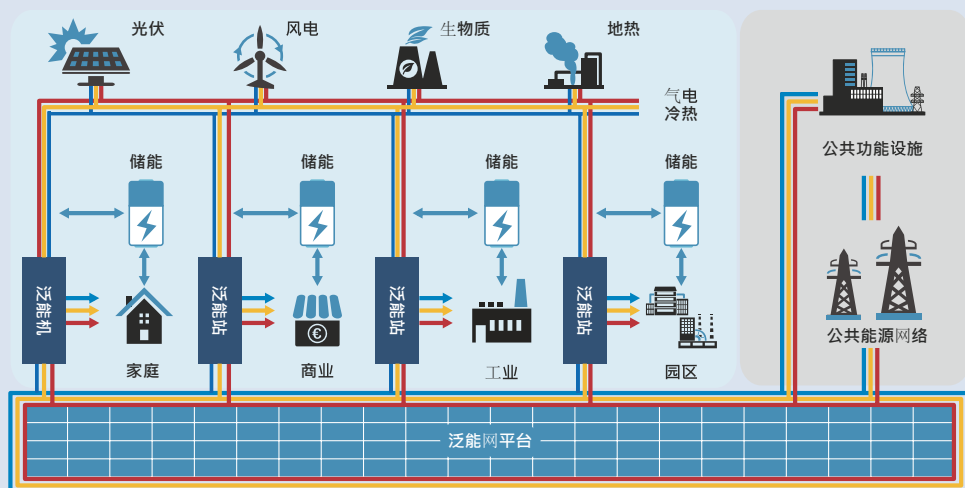 光伏
风电
生物质
地热
气电
冷热
公共功能设施
储能
储能
储能
储能
泛能机
泛能站
泛能站
泛能站
€
公共能源网络
家庭
商业
工业
园区
泛能网平台